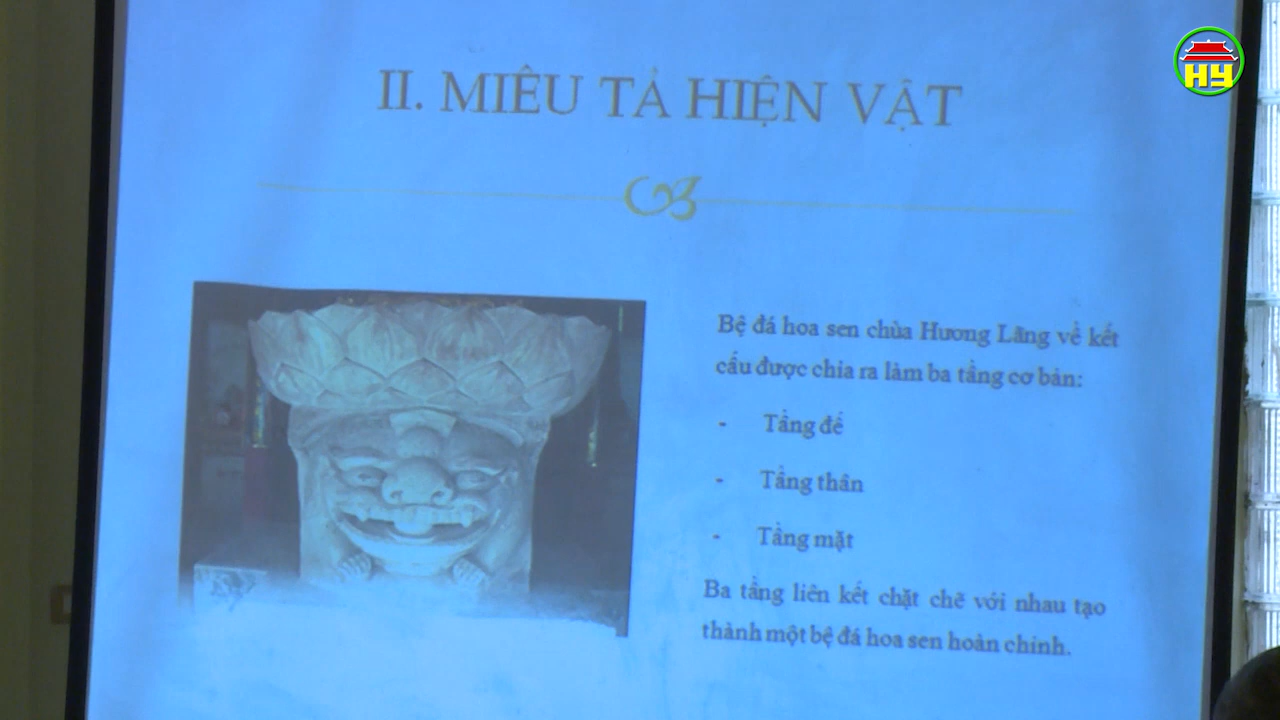 HY
II. MIÊU TẢ HIỆN VẬT
Bệ đá hoa sen chùa Hương Lãng về kết
cấu được chia ra làm ba tầng cơ bản:
- Tầng đế
- Tầng thân
- Tầng mặt
Ba tầng liên kết chặt chẽ với nhau tạo
thành một bệ đá hoa sen hoàn chỉnh.